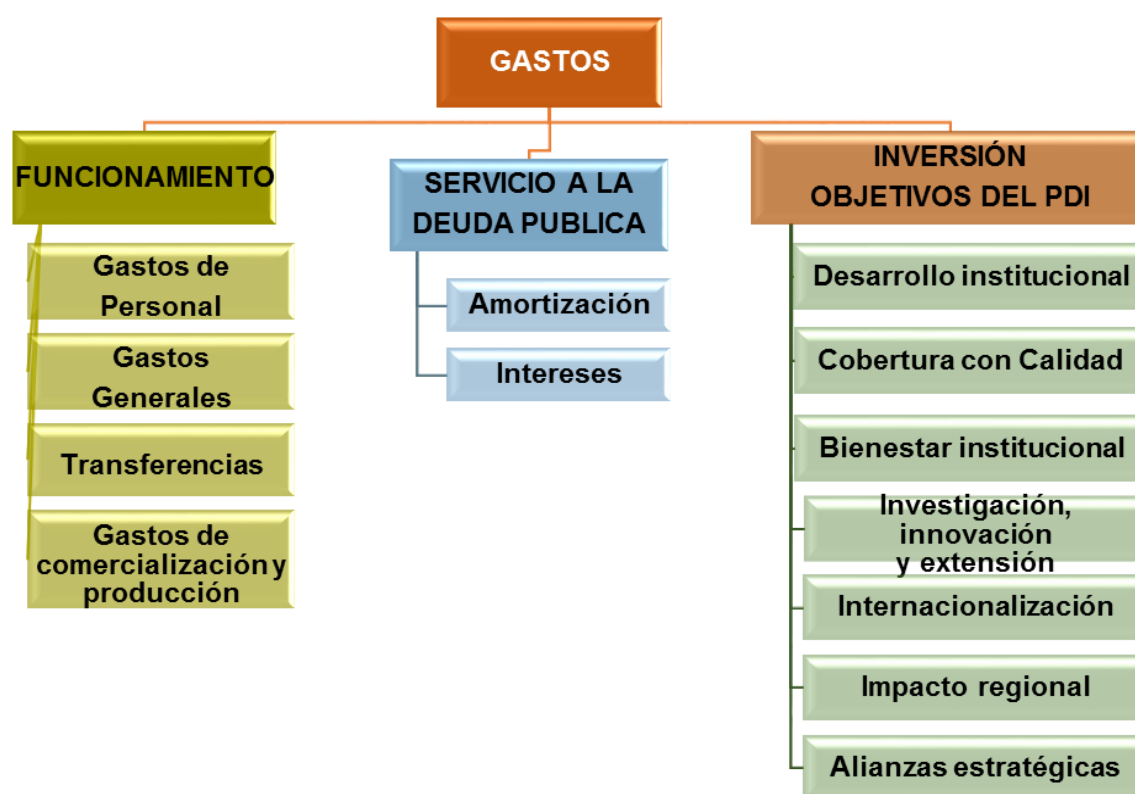 GASTOS
FUNCIONAMIENTO
Gastos de
Personal
Gastos
Generales
Transferencias
Gastos de
comercialización y
producción
SERVICIO A LA
DEUDA PUBLICA
Amortización
Intereses
INVERSIÓN
OBJETIVOS DEL PDI
Desarrollo institucional
Cobertura con Calidad
Bienestar institucional
Investigación,
innovación
y extensión
Internacionalización
Impacto regional
Alianzas estratégicas